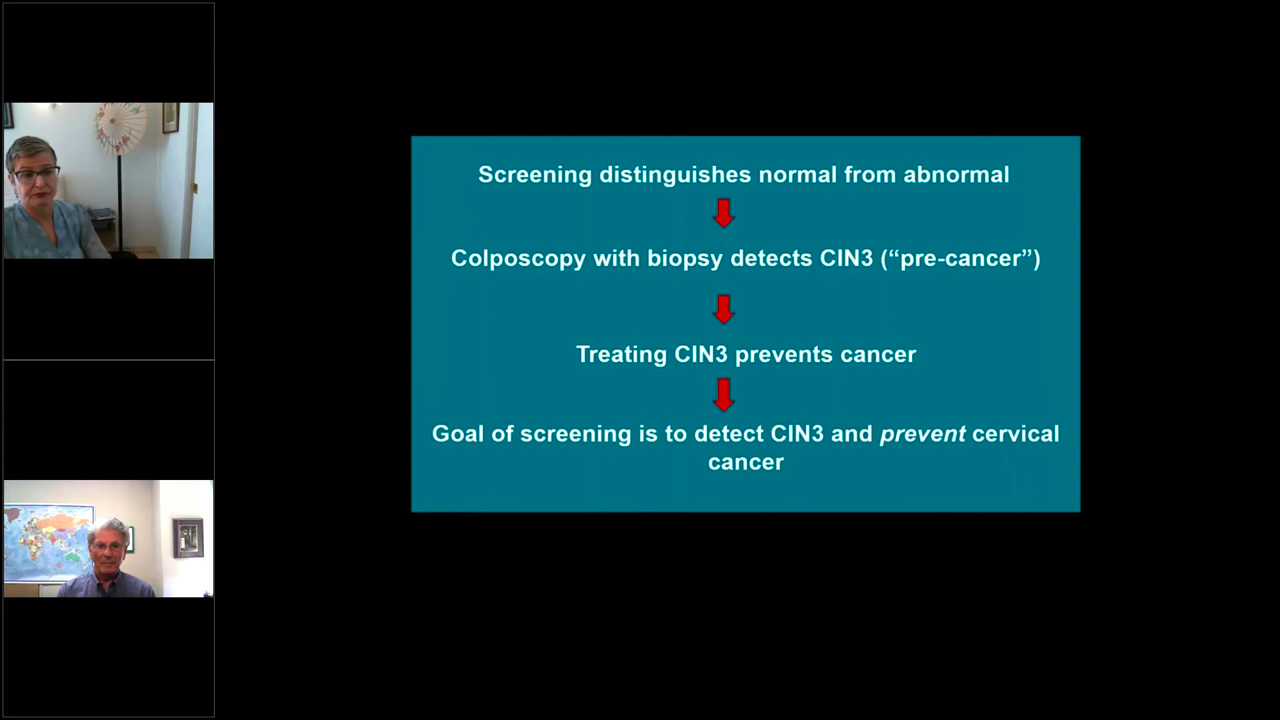 Screening distinguishes normal from abnormal
Colposcopy with biopsy detects CIN3 (“pre-cancer”)
Treating CIN3 prevents cancer
Goal of screening is to detect CIN3 and prevent cervical
cancer